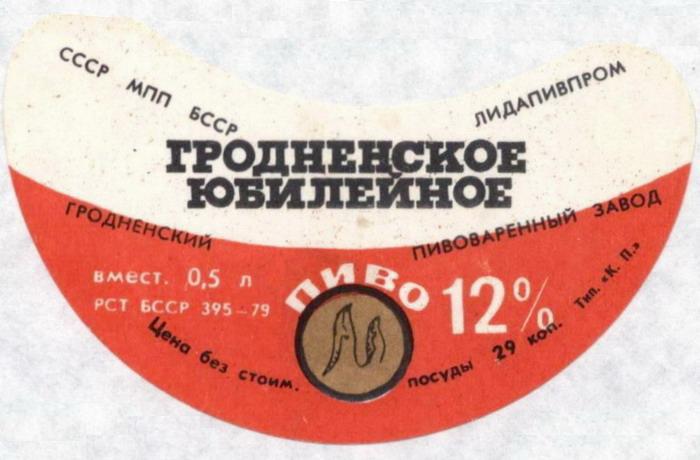 СССР МПП БССР
ЛИДАПИВПРОМ
ГРОДНЕНСКОЕ
ЮБИЛЕЙНОЕ
ГРОДНЕНСКИЙ ПИВОВАРЕННЫЙ ЗАВОД
вмест. 0,5 л
РСТ БССР 395–79
ПИВО
12%
Цена без стоим. посуды 29 коп.
Тип. «К. П.»